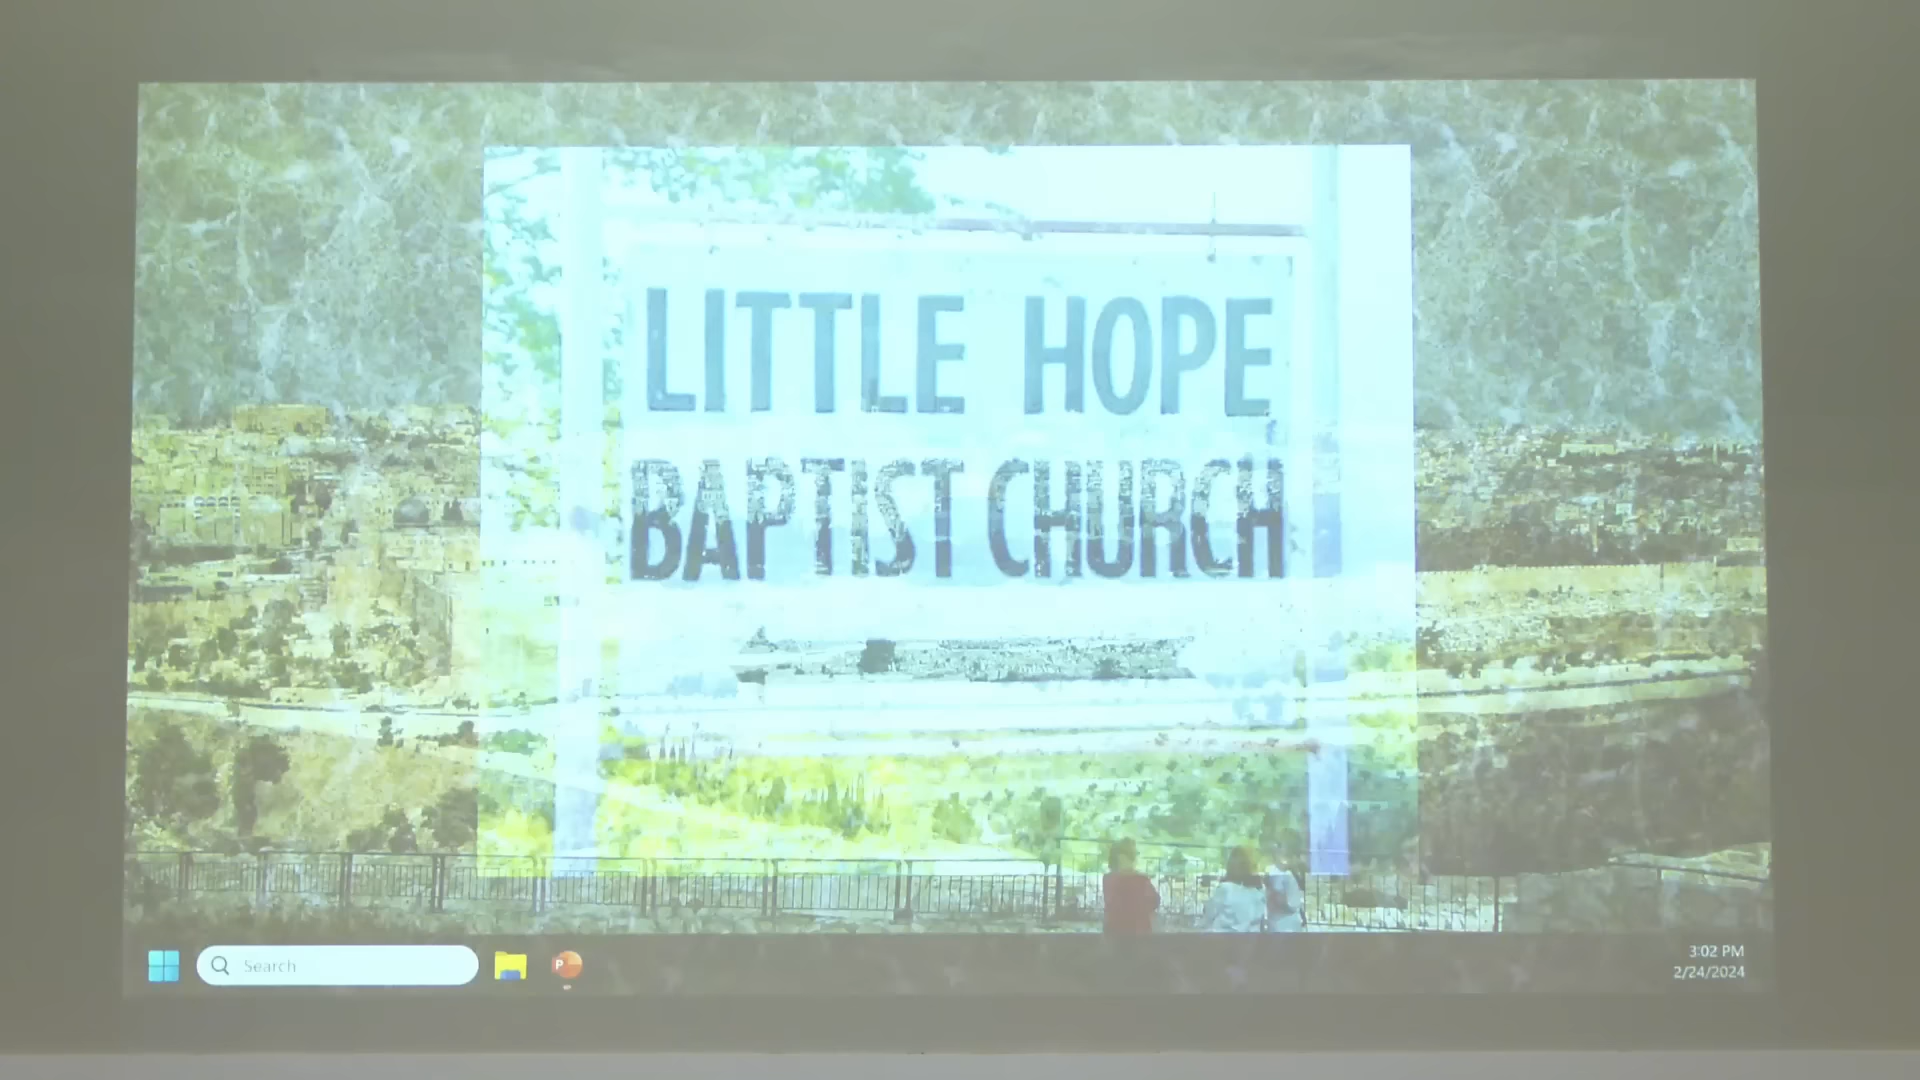 LITTLE HOPE
BAPTIST CHURCH
Search
P
3:02 PM
2/24/2024